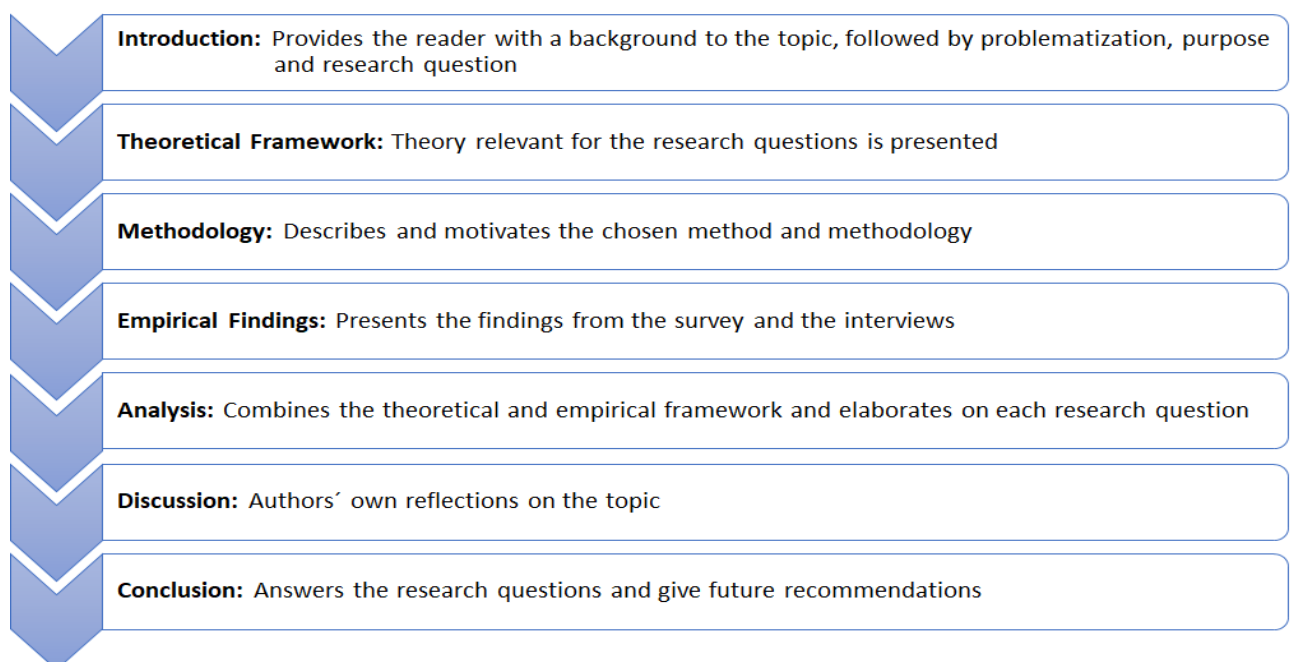 Introduction: Provides the reader with a background to the topic, followed by problematization, purpose
and research question
Theoretical Framework: Theory relevant for the research questions is presented
Methodology: Describes and motivates the chosen method and methodology
Empirical Findings: Presents the findings from the survey and the interviews
Analysis: Combines the theoretical and empirical framework and elaborates on each research question
Discussion: Authors´ own reflections on the topic
Conclusion: Answers the research questions and give future recommendations